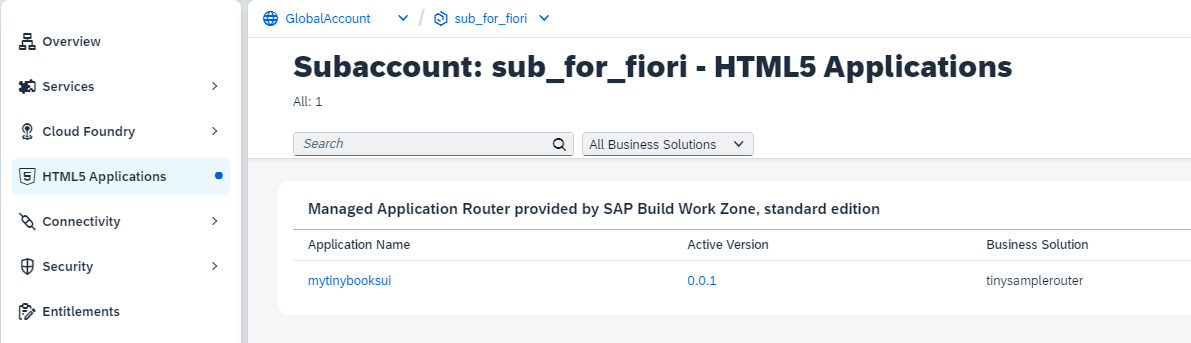 GlobalAccount / sub_for_fiori
Overview
Services
Cloud Foundry
HTML5 Applications
Connectivity
Security
Entitlements
Subaccount: sub_for_fiori - HTML5 Applications
All: 1
Search All Business Solutions
Managed Application Router provided by SAP Build Work Zone, standard edition
Application Name Active Version Business Solution
mytinybooksui 0.0.1 tinysamplerouter